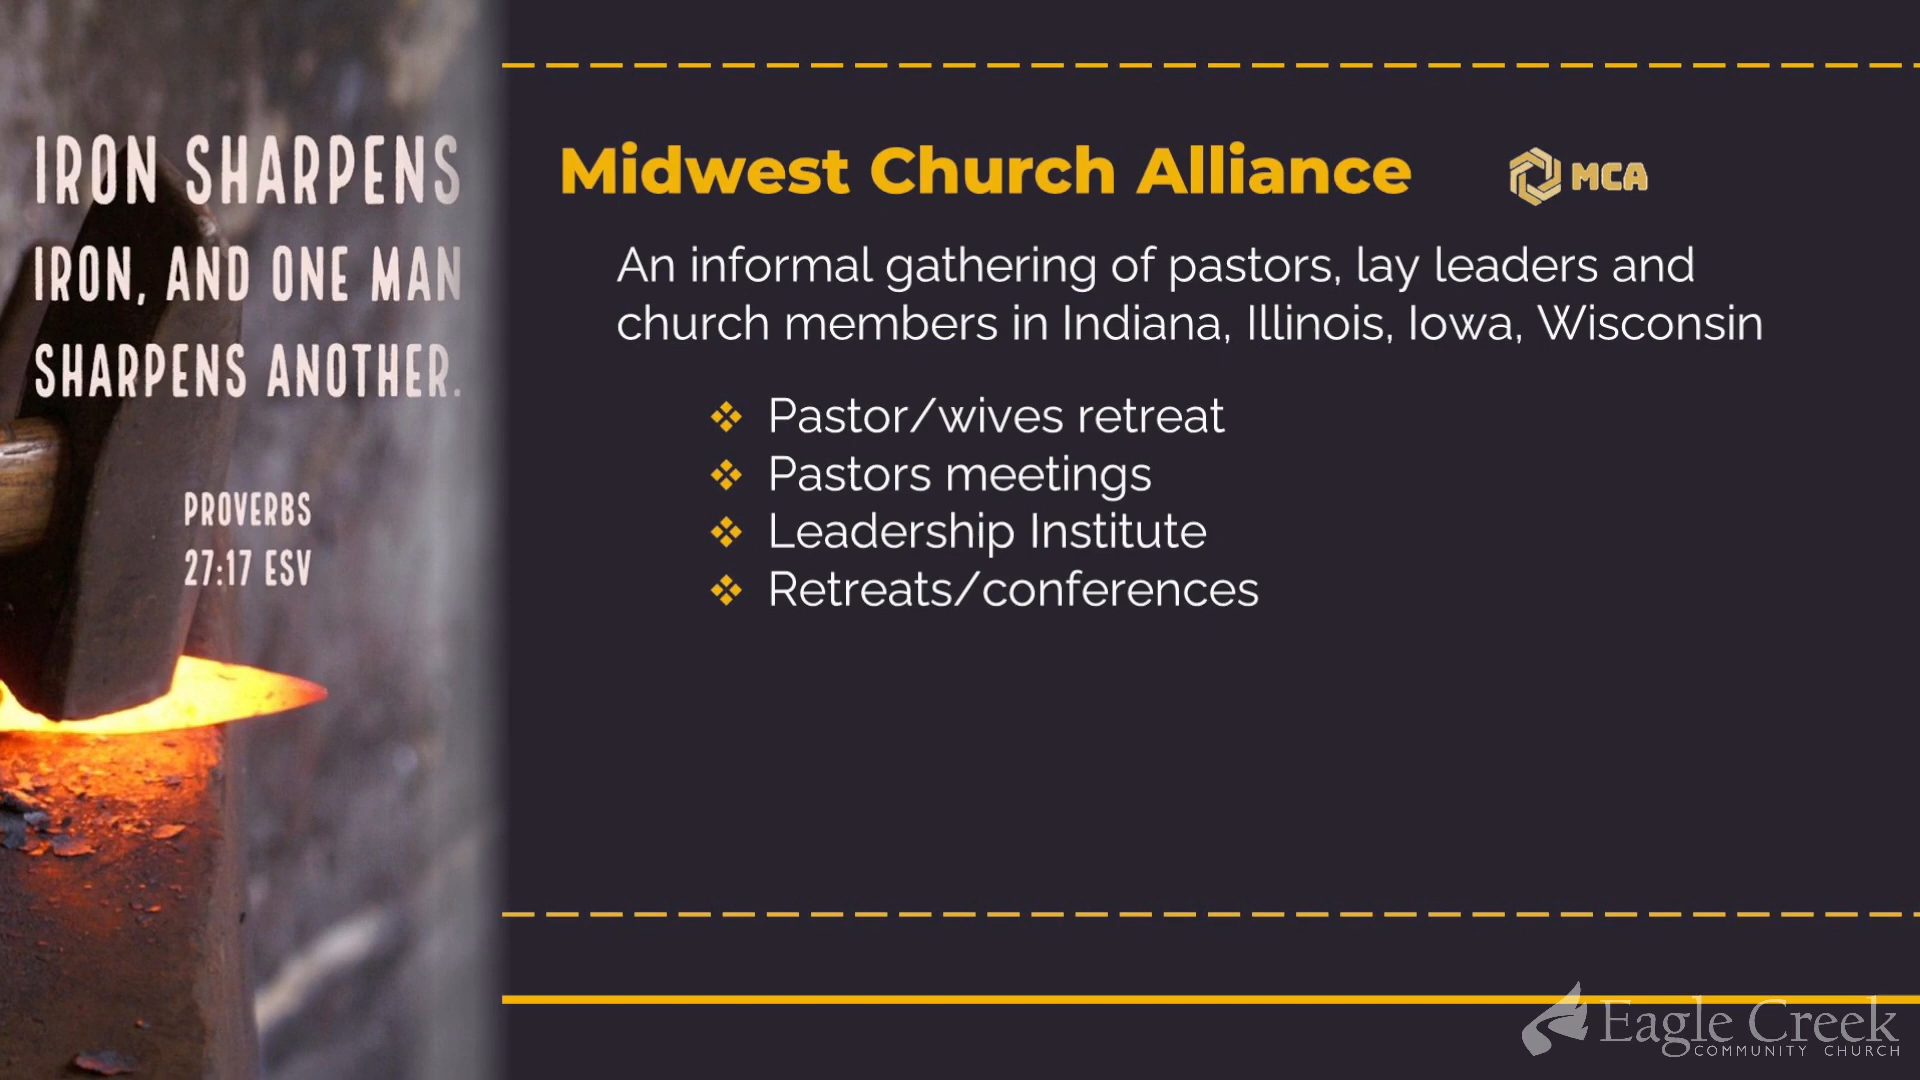 IRON SHARPENS
IRON, AND ONE MAN
SHARPENS ANOTHER.
PROVERBS
27:17 ESV
Midwest Church Alliance
MCA
An informal gathering of pastors, lay leaders and
church members in Indiana, Illinois, Iowa, Wisconsin
❖ Pastor/wives retreat
❖ Pastors meetings
❖ Leadership Institute
❖ Retreats/conferences
Eagle Creek
COMMUNITY CHURCH